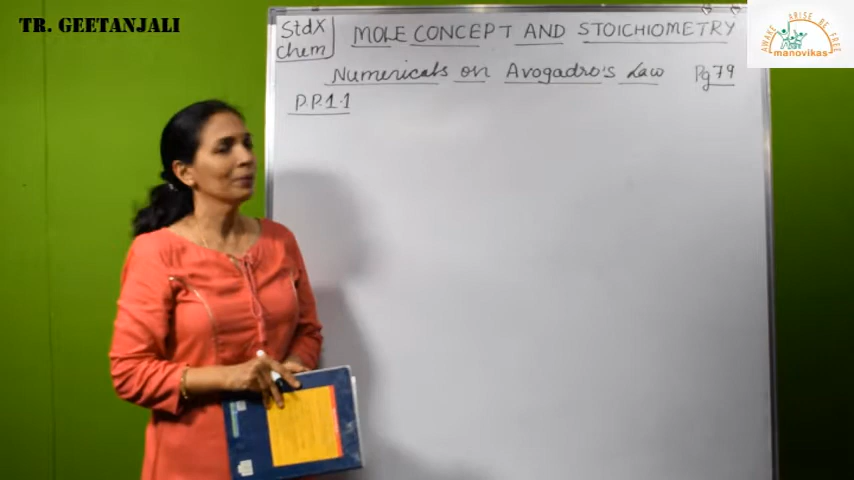 TR. GEETANJALI
Std X
Chem
MOLE CONCEPT AND STOICHIOMETRY
Numericals on Avogadro's Law Pg 79
P.P.1.1
AWAKE ARISE BE FREE
manovikas